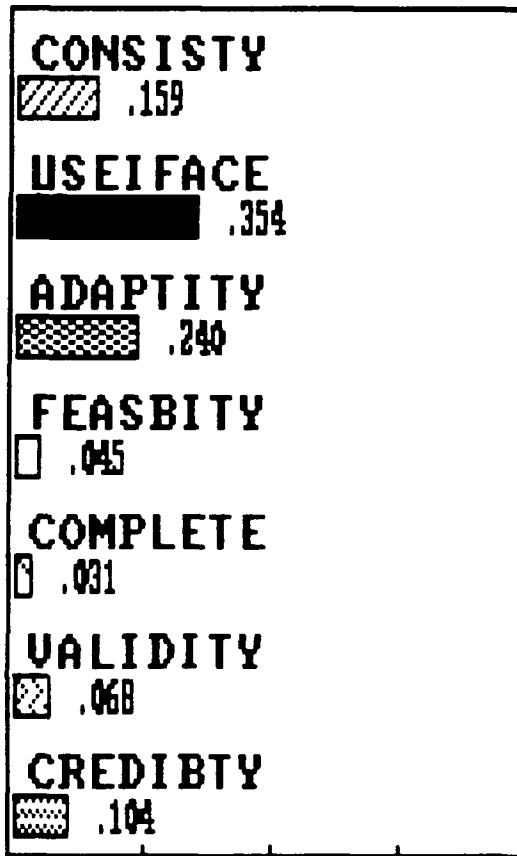 CONSISTY
.159
USEIFACE
.354
ADAPTITY
.240
FEASBITY
.045
COMPLETE
.031
VALIDITY
.068
CREDIBTY
.104